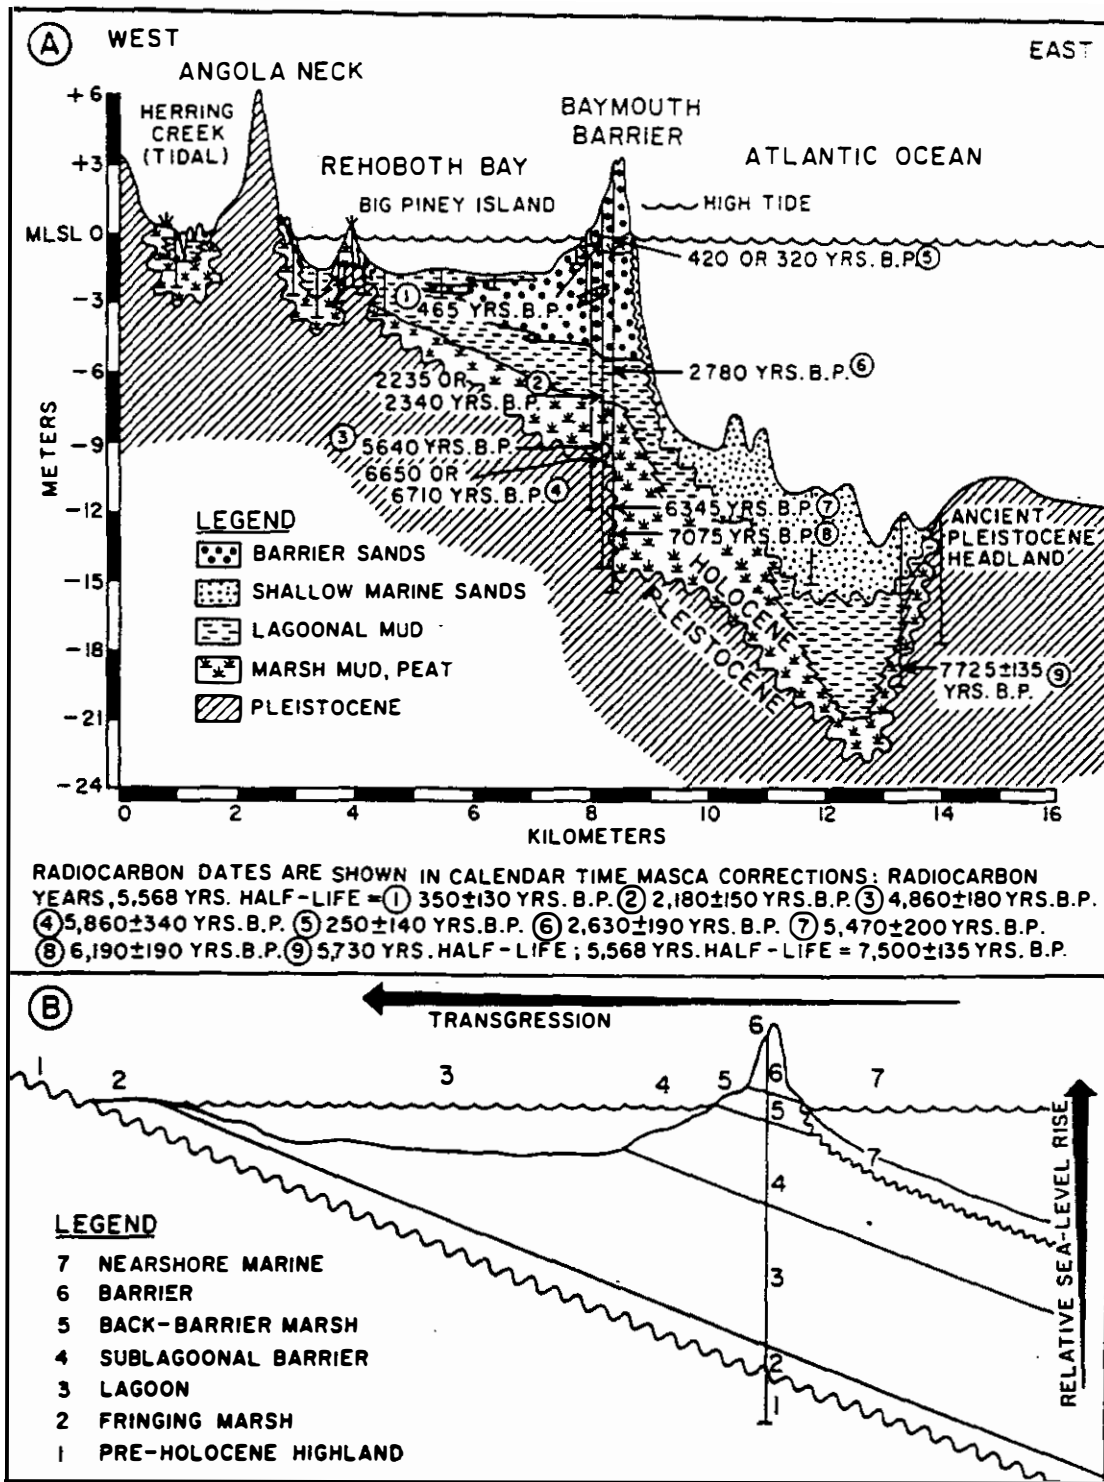 A
WEST
EAST
ANGOLA NECK
HERRING
CREEK
(TIDAL)
BAYMOUTH
BARRIER
REHOBOTH BAY
ATLANTIC OCEAN
BIG PINEY ISLAND
HIGH TIDE
+6
+3
MLSL 0
-3
-6
-9
-12
-15
-18
-21
-24
METERS
420 OR 320 YRS. B.P. 5
1 465 YRS. B.P.
2780 YRS. B.P. 6
2235 OR 2
2340 YRS. B.P.
3 5640 YRS. B.P.
6650 OR
6710 YRS. B.P. 4
6345 YRS. B.P. 7
7075 YRS. B.P. 8
ANCIENT
PLEISTOCENE
HEADLAND
HOLOCENE
PLEISTOCENE
7725±135 9
YRS. B.P.
LEGEND
BARRIER SANDS
SHALLOW MARINE SANDS
LAGOONAL MUD
MARSH MUD, PEAT
PLEISTOCENE
0 2 4 6 8 10 12 14 16
KILOMETERS
RADIOCARBON DATES ARE SHOWN IN CALENDAR TIME MASCA CORRECTIONS: RADIOCARBON
YEARS, 5,568 YRS. HALF-LIFE = 1 350±130 YRS. B.P. 2 2,180±150 YRS.B.P. 3 4,860±180 YRS.B.P.
4 5,860±340 YRS. B.P. 5 250±140 YRS. B.P. 6 2,630±190 YRS. B.P. 7 5,470±200 YRS. B.P.
8 6,190±190 YRS. B.P. 9 5,730 YRS. HALF-LIFE; 5,568 YRS. HALF-LIFE = 7,500±135 YRS. B.P.
B
TRANSGRESSION
1 2 3 4 5 6 7
6
5
4
3
2
1
7
RELATIVE SEA-LEVEL RISE
LEGEND
7 NEARSHORE MARINE
6 BARRIER
5 BACK-BARRIER MARSH
4 SUBLAGOONAL BARRIER
3 LAGOON
2 FRINGING MARSH
1 PRE-HOLOCENE HIGHLAND